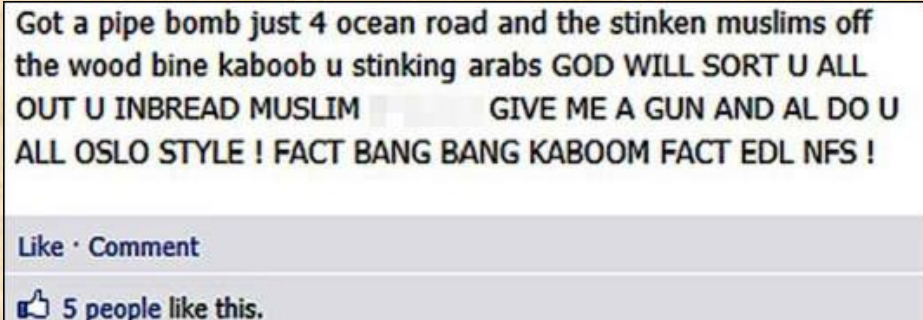 Got a pipe bomb just 4 ocean road and the stinken muslims off
the wood bine kaboob u stinking arabs GOD WILL SORT U ALL
OUT U INBREAD MUSLIM GIVE ME A GUN AND AL DO U
ALL OSLO STYLE ! FACT BANG BANG KABOOM FACT EDL NFS !
Like · Comment
5 people like this.